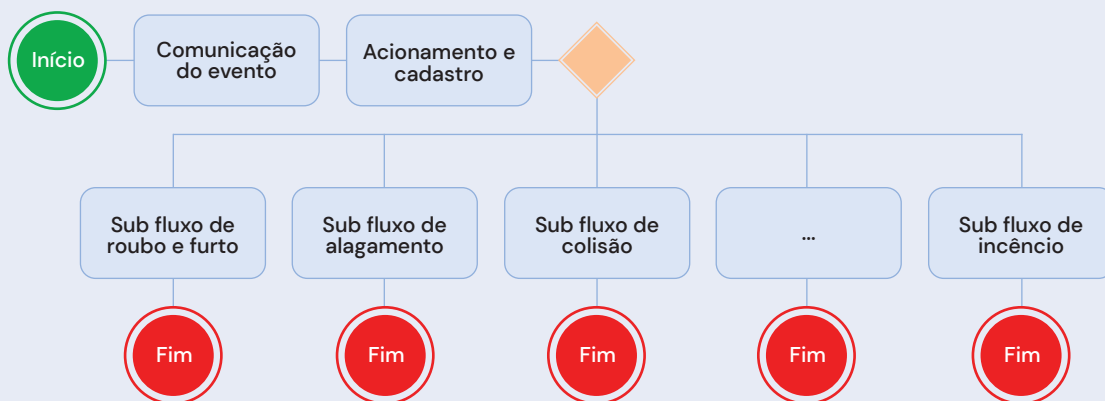 Início
Comunicação
do evento
Acionamento e
cadastro
Sub fluxo de
roubo e furto
Sub fluxo de
alagamento
Sub fluxo de
colisão
...
Sub fluxo de
incêncio
Fim
Fim
Fim
Fim
Fim